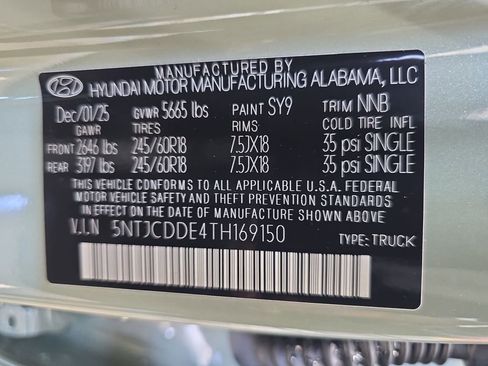 MANUFACTURED BY
HYUNDAI MOTOR MANUFACTURING ALABAMA, LLC
Dec/01/25 GVWR 5665 lbs PAINT SY9 TRIM NNB
GAWR TIRES RIMS COLD TIRE INFL
FRONT 2646 lbs 245/60R18 7.5JX18 35 psi SINGLE
REAR 3197 lbs 245/60R18 7.5JX18 35 psi SINGLE
THIS VEHICLE CONFORMS TO ALL APPLICABLE U.S.A. FEDERAL
MOTOR VEHICLE SAFETY AND THEFT PREVENTION STANDARDS
IN EFFECT ON THE DATE OF MANUFACTURE SHOWN ABOVE.
V.I.N 5NTJCDDE4TH169150
TYPE: TRUCK